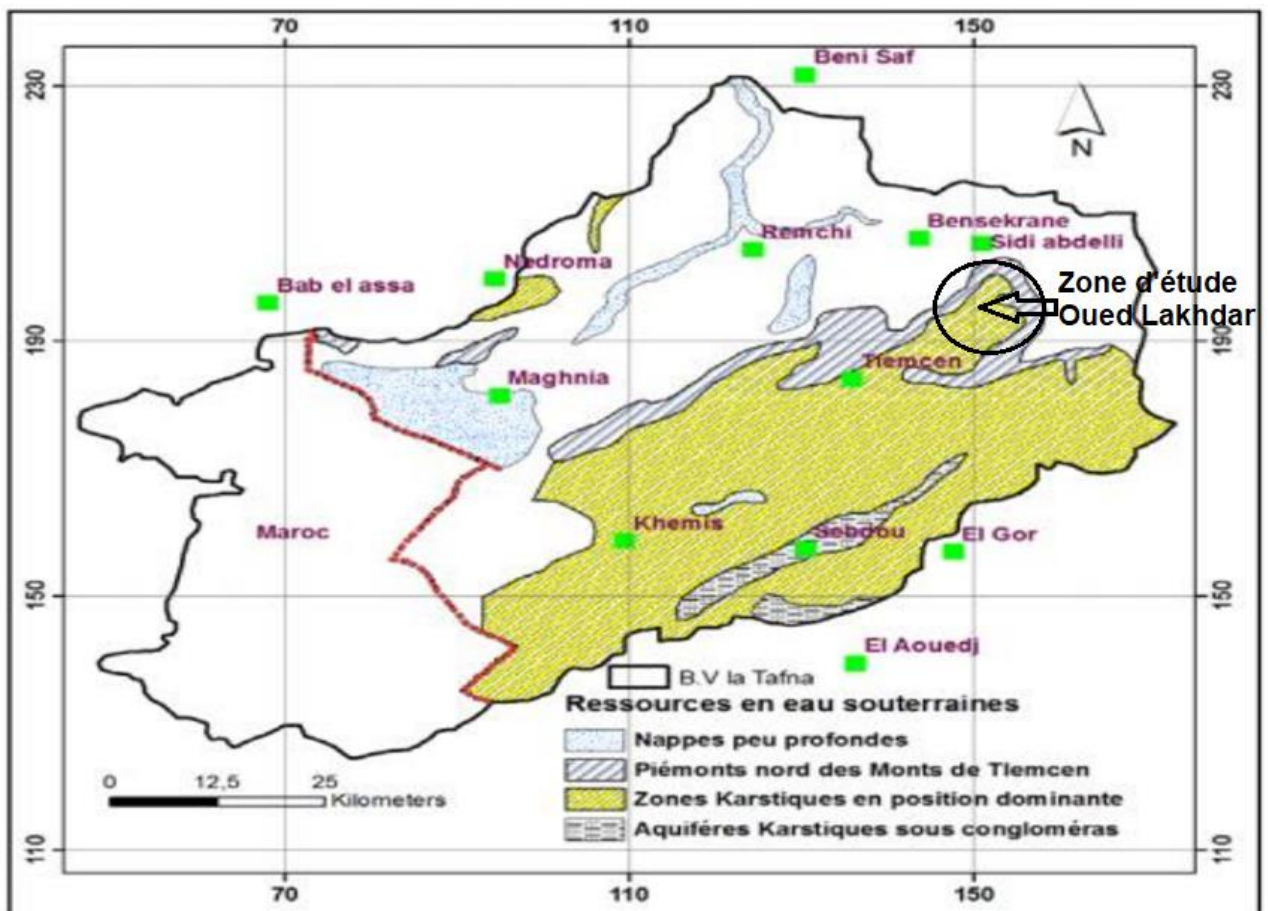 70 110 150
Beni Saf
230 230
N
Bensekrane
Remchi
Sidi abdelli
Nedroma
Bab el assa
Zone d'étude
Oued Lakhdar
190 190
Tlemcen
Maghnia
Khemis
Maroc
Sebdou
El Gor
150 150
El Aouedj
B.V la Tafna
Ressources en eau souterraines
Nappes peu profondes
0 12,5 25
Piémonts nord des Monts de Tlemcen
Kilometers
Zones Karstiques en position dominante
Aquiféres Karstiques sous congloméras
110 110
70 110 150